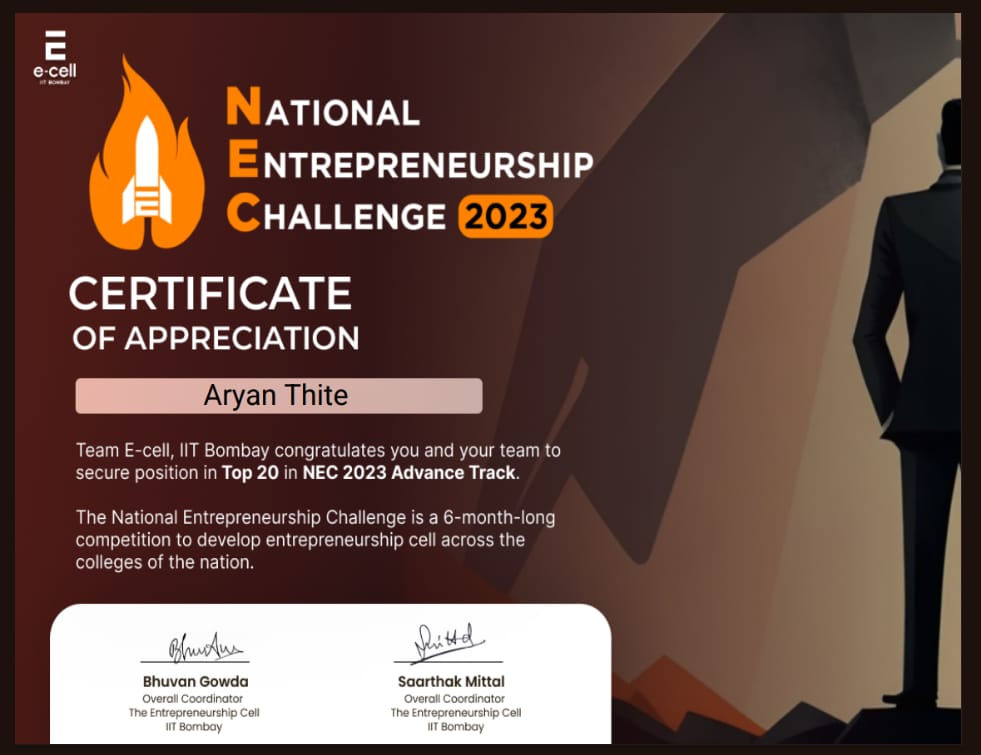 e-cell
IIT BOMBAY
NATIONAL
ENTREPRENEURSHIP
CHALLENGE 2023
CERTIFICATE
OF APPRECIATION
Aryan Thite
Team E-cell, IIT Bombay congratulates you and your team to
secure position in Top 20 in NEC 2023 Advance Track.
The National Entrepreneurship Challenge is a 6-month-long
competition to develop entrepreneurship cell across the
colleges of the nation.
Bhuvan Gowda
Overall Coordinator
The Entrepreneurship Cell
IIT Bombay
Saarthak Mittal
Overall Coordinator
The Entrepreneurship Cell
IIT Bombay